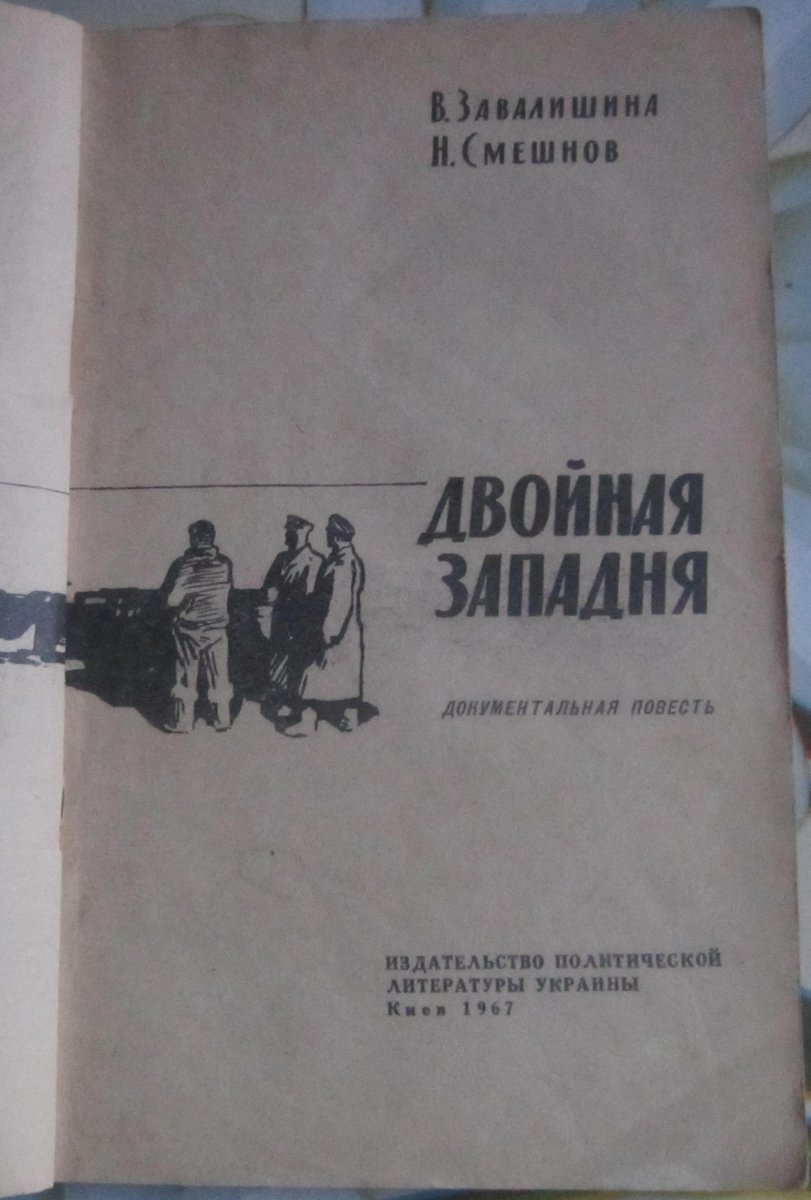 В. Завалишина
Н. Смешнов
ДВОЙНАЯ
ЗАПАДНЯ
ДОКУМЕНТАЛЬНАЯ ПОВЕСТЬ
ИЗДАТЕЛЬСТВО ПОЛИТИЧЕСКОЙ
ЛИТЕРАТУРЫ УКРАИНЫ
Киев 1967